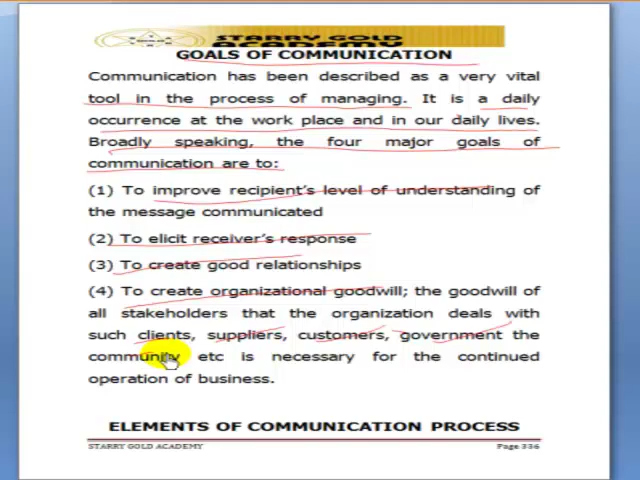 STARRY GOLD
ACADEMY
GOALS OF COMMUNICATION
Communication has been described as a very vital
tool in the process of managing. It is a daily
occurrence at the work place and in our daily lives.
Broadly speaking, the four major goals of
communication are to:
(1) To improve recipient's level of understanding of
the message communicated
(2) To elicit receiver's response
(3) To create good relationships
(4) To create organizational goodwill; the goodwill of
all stakeholders that the organization deals with
such clients, suppliers, customers, government the
community etc is necessary for the continued
operation of business.
ELEMENTS OF COMMUNICATION PROCESS
STARRY GOLD ACADEMY Page 336